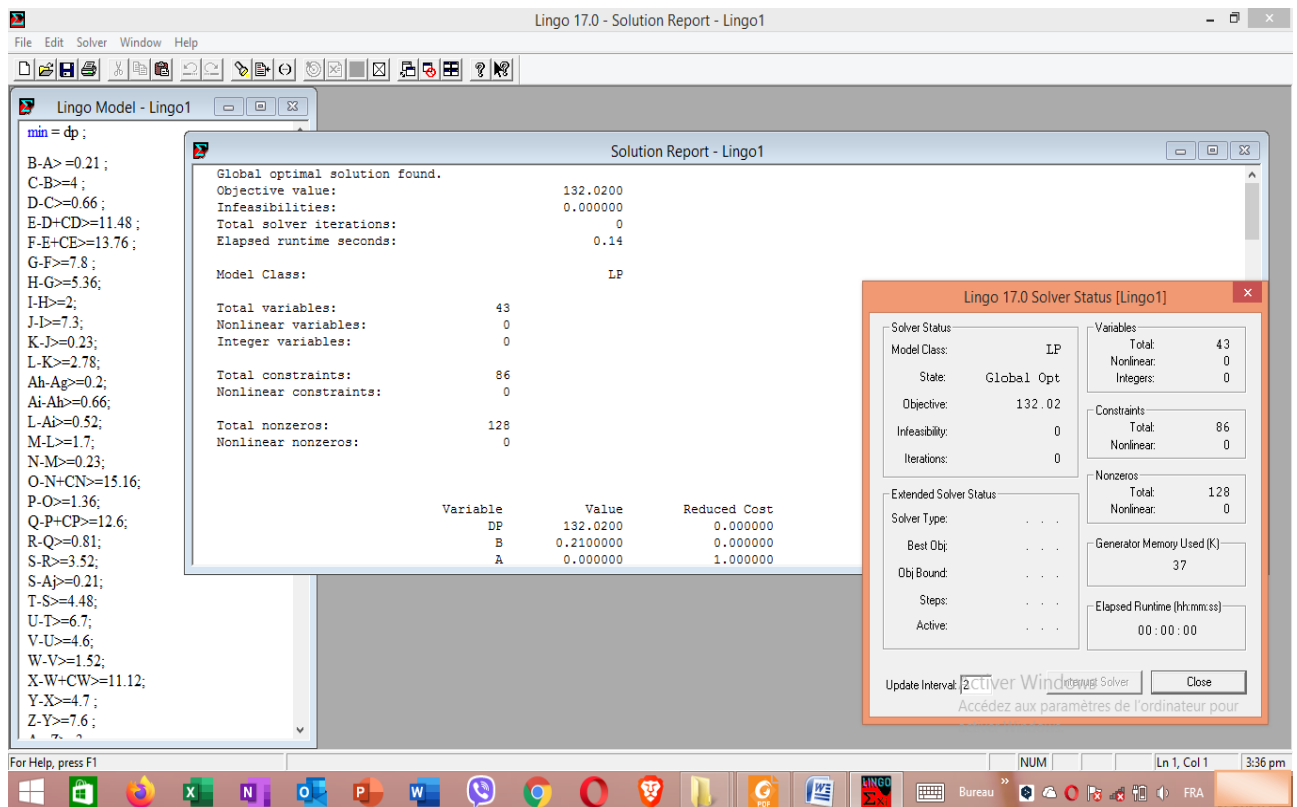 Lingo 17.0 - Solution Report - Lingo1
File Edit Solver Window Help
Lingo Model - Lingo1
min = dp ;
B-A> =0.21 ;
C-B>=4 ;
D-C>=0.66 ;
E-D+CD>=11.48 ;
F-E+CE>=13.76 ;
G-F>=7.8 ;
H-G>=5.36;
I-H>=2;
J-I>=7.3;
K-J>=0.23;
L-K>=2.78;
Ah-Ag>=0.2;
Ai-Ah>=0.66;
L-Ai>=0.52;
M-L>=1.7;
N-M>=0.23;
O-N+CN>=15.16;
P-O>=1.36;
Q-P+CP>=12.6;
R-Q>=0.81;
S-R>=3.52;
S-Aj>=0.21;
T-S>=4.48;
U-T>=6.7;
V-U>=4.6;
W-V>=1.52;
X-W+CW>=11.12;
Y-X>=4.7 ;
Z-Y>=7.6 ;
Solution Report - Lingo1
Global optimal solution found.
Objective value: 132.0200
Infeasibilities: 0.000000
Total solver iterations: 0
Elapsed runtime seconds: 0.14
Model Class: LP
Total variables: 43
Nonlinear variables: 0
Integer variables: 0
Total constraints: 86
Nonlinear constraints: 0
Total nonzeros: 128
Nonlinear nonzeros: 0
Variable Value Reduced Cost
DP 132.0200 0.000000
B 0.2100000 0.000000
A 0.000000 1.000000
Lingo 17.0 Solver Status [Lingo1]
Solver Status
Model Class: LP
State: Global Opt
Objective: 132.02
Infeasibility: 0
Iterations: 0
Extended Solver Status
Solver Type: . . .
Best Obj: . . .
Obj Bound: . . .
Steps: . . .
Active: . . .
Variables
Total: 43
Nonlinear: 0
Integers: 0
Constraints
Total: 86
Nonlinear: 0
Nonzeros
Total: 128
Nonlinear: 0
Generator Memory Used (K)
37
Elapsed Runtime (hh:mm:ss)
00:00:00
Update Interval: 2 Interrupt Solver Close
Activer Windows
Accédez aux paramètres de l'ordinateur pour
For Help, press F1 NUM Ln 1, Col 1 3:36 pm
LINGO Bureau FRA